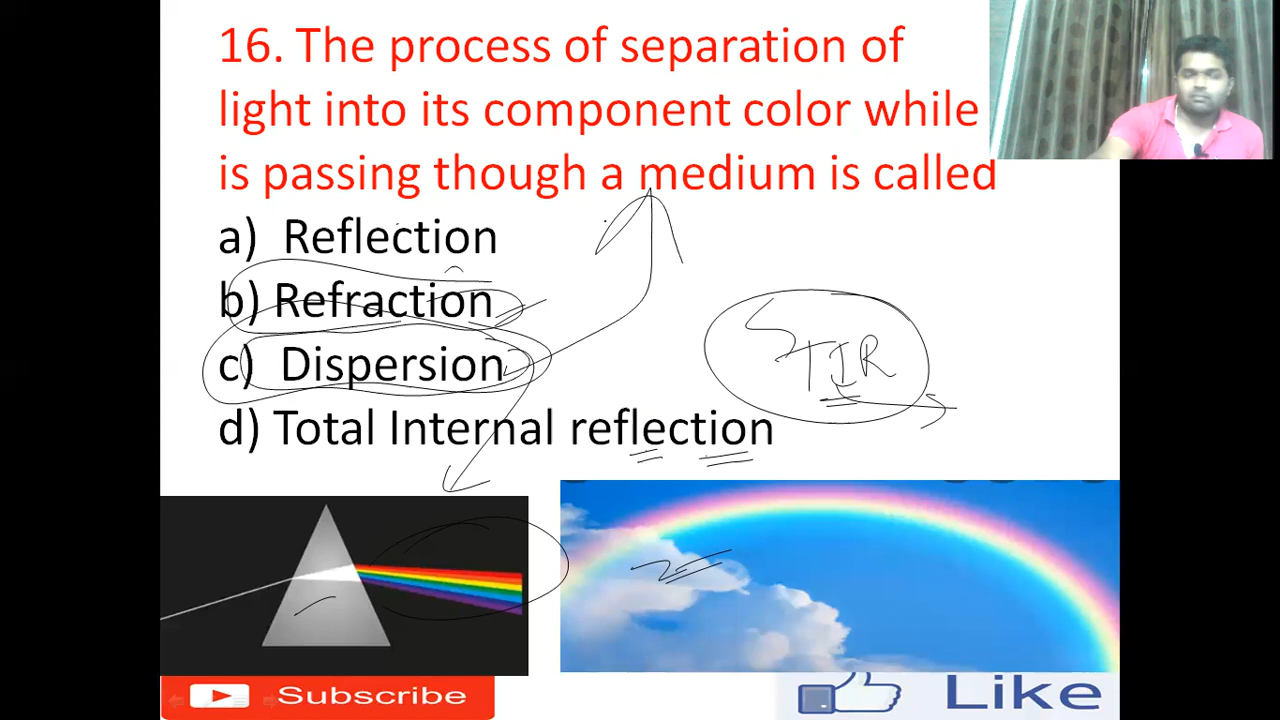 16. The process of separation of
light into its component color while
is passing though a medium is called
a) Reflection
b) Refraction
c) Dispersion
d) Total Internal reflection
TIR
Subscribe
Like